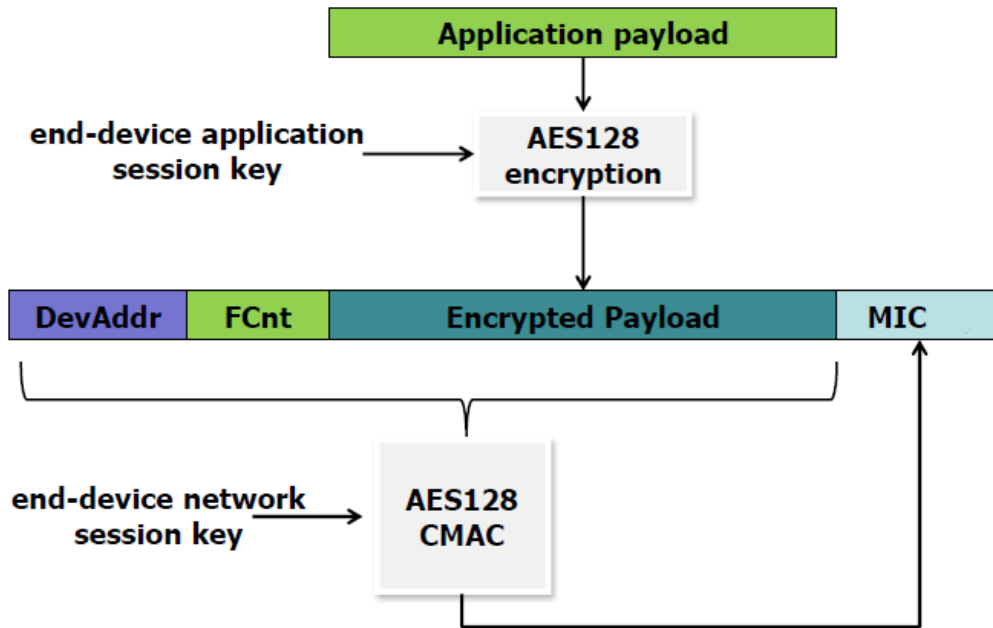 Application payload
end-device application
session key
AES128
encryption
DevAddr
FCnt
Encrypted Payload
MIC
end-device network
session key
AES128
CMAC